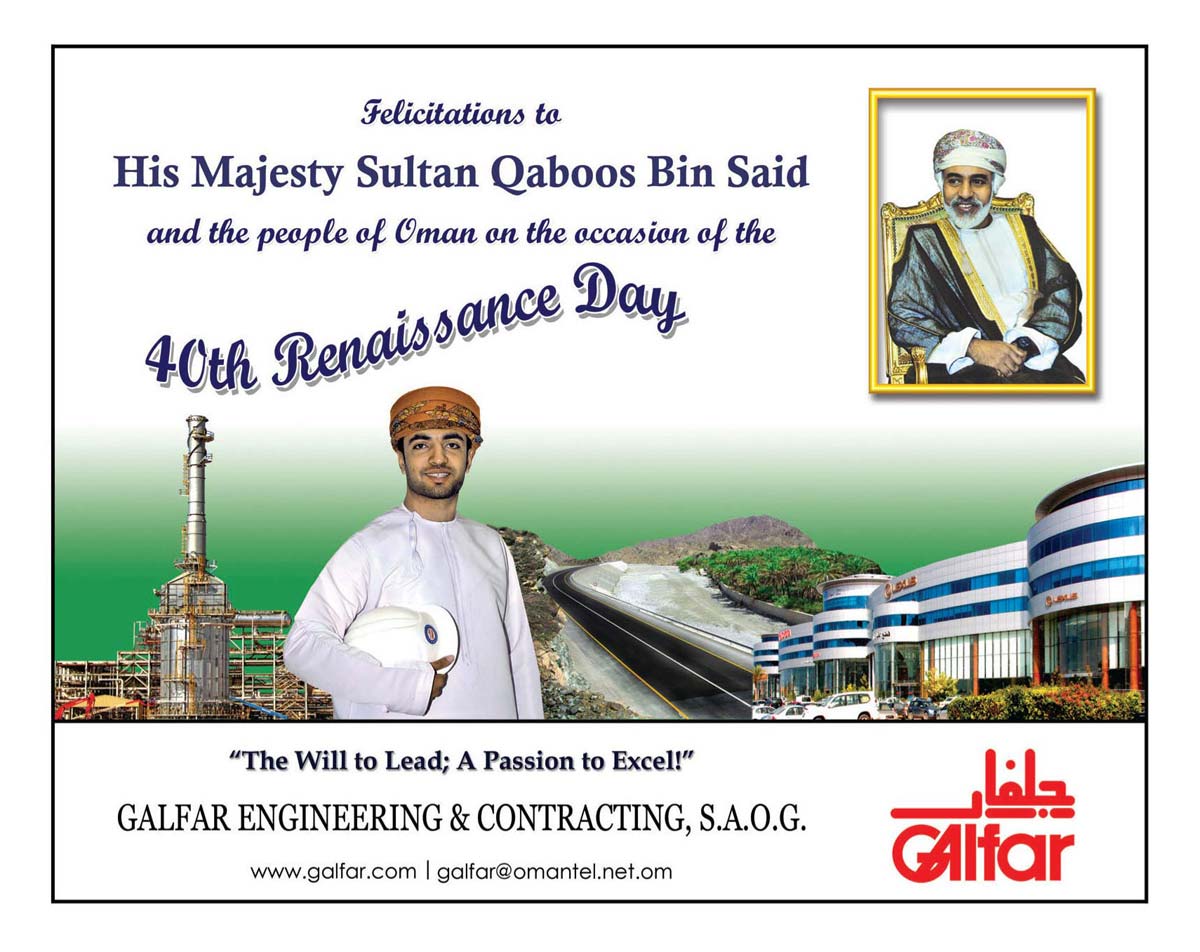 Felicitations to
His Majesty Sultan Qaboos Bin Said
and the people of Oman on the occasion of the
40th Renaissance Day
LEXUS
LEXUS
"The Will to Lead; A Passion to Excel!"
GALFAR ENGINEERING & CONTRACTING, S.A.O.G.
www.galfar.com | galfar@omantel.net.om
جلفار
Galfar